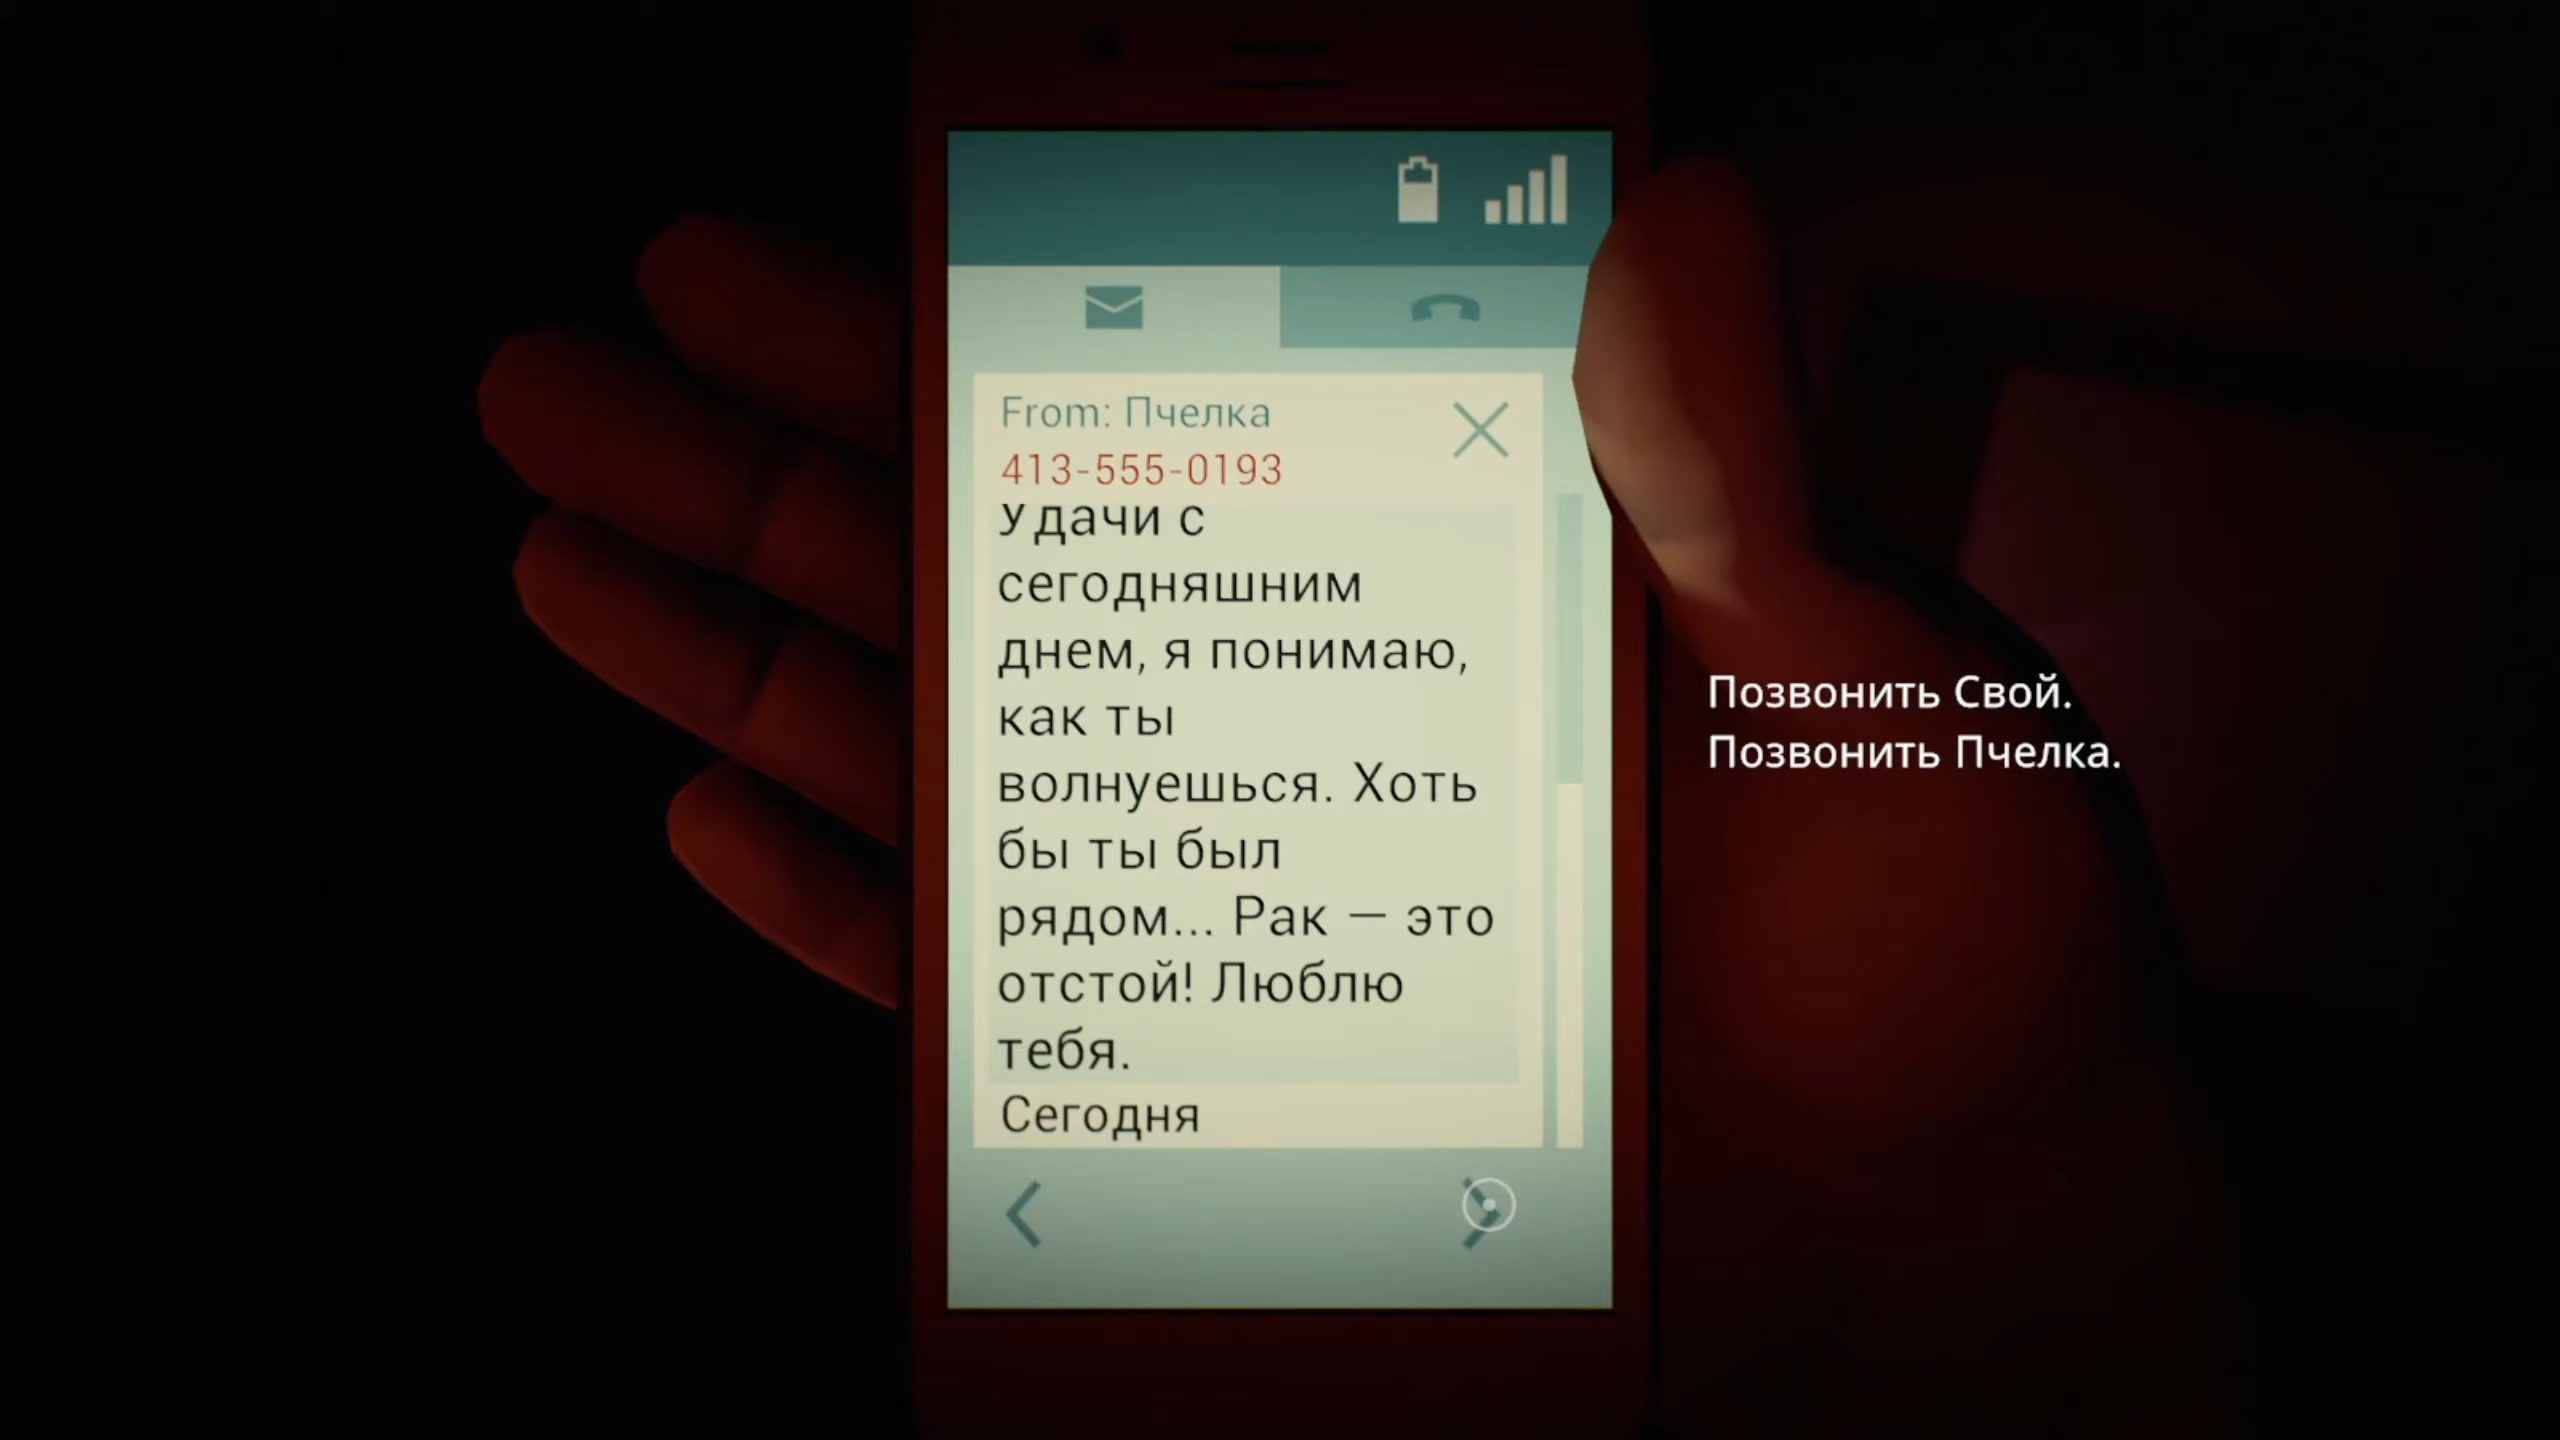 From: Пчелка
413-555-0193
Удачи с
сегодняшним
днем, я понимаю,
как ты
волнуешься. Хоть
бы ты был
рядом... Рак — это
отстой! Люблю
тебя.
Сегодня
Позвонить Свой.
Позвонить Пчелка.